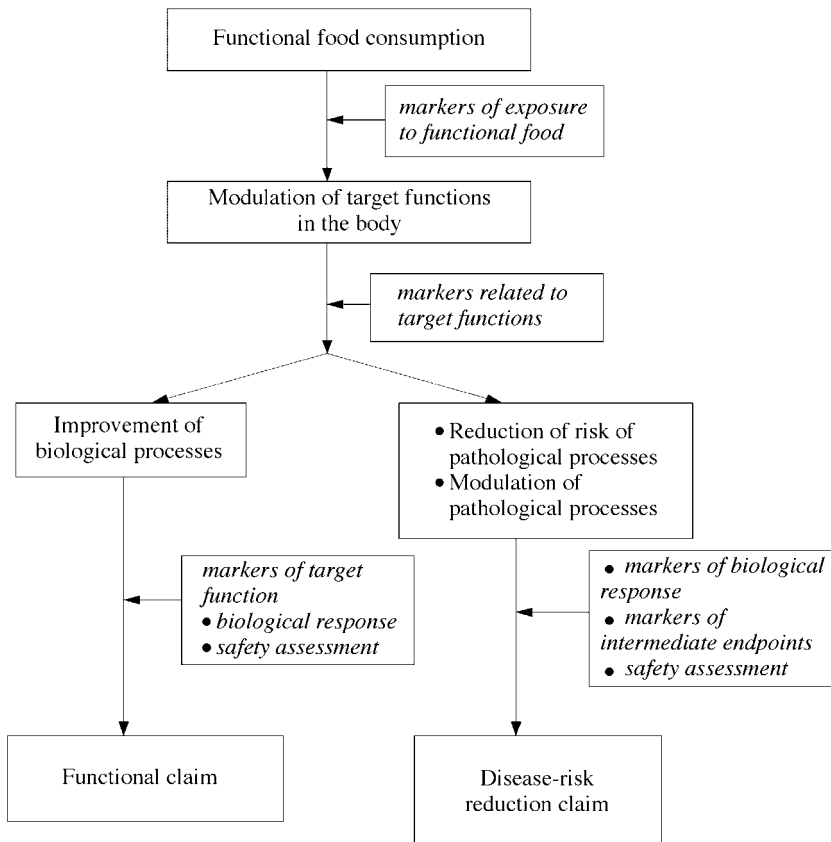 Functional food consumption
markers of exposure
to functional food
Modulation of target functions
in the body
markers related to
target functions
Improvement of
biological processes
• Reduction of risk of
pathological processes
• Modulation of
pathological processes
markers of target
function
• biological response
• safety assessment
• markers of biological
response
• markers of
intermediate endpoints
• safety assessment
Functional claim
Disease-risk
reduction claim